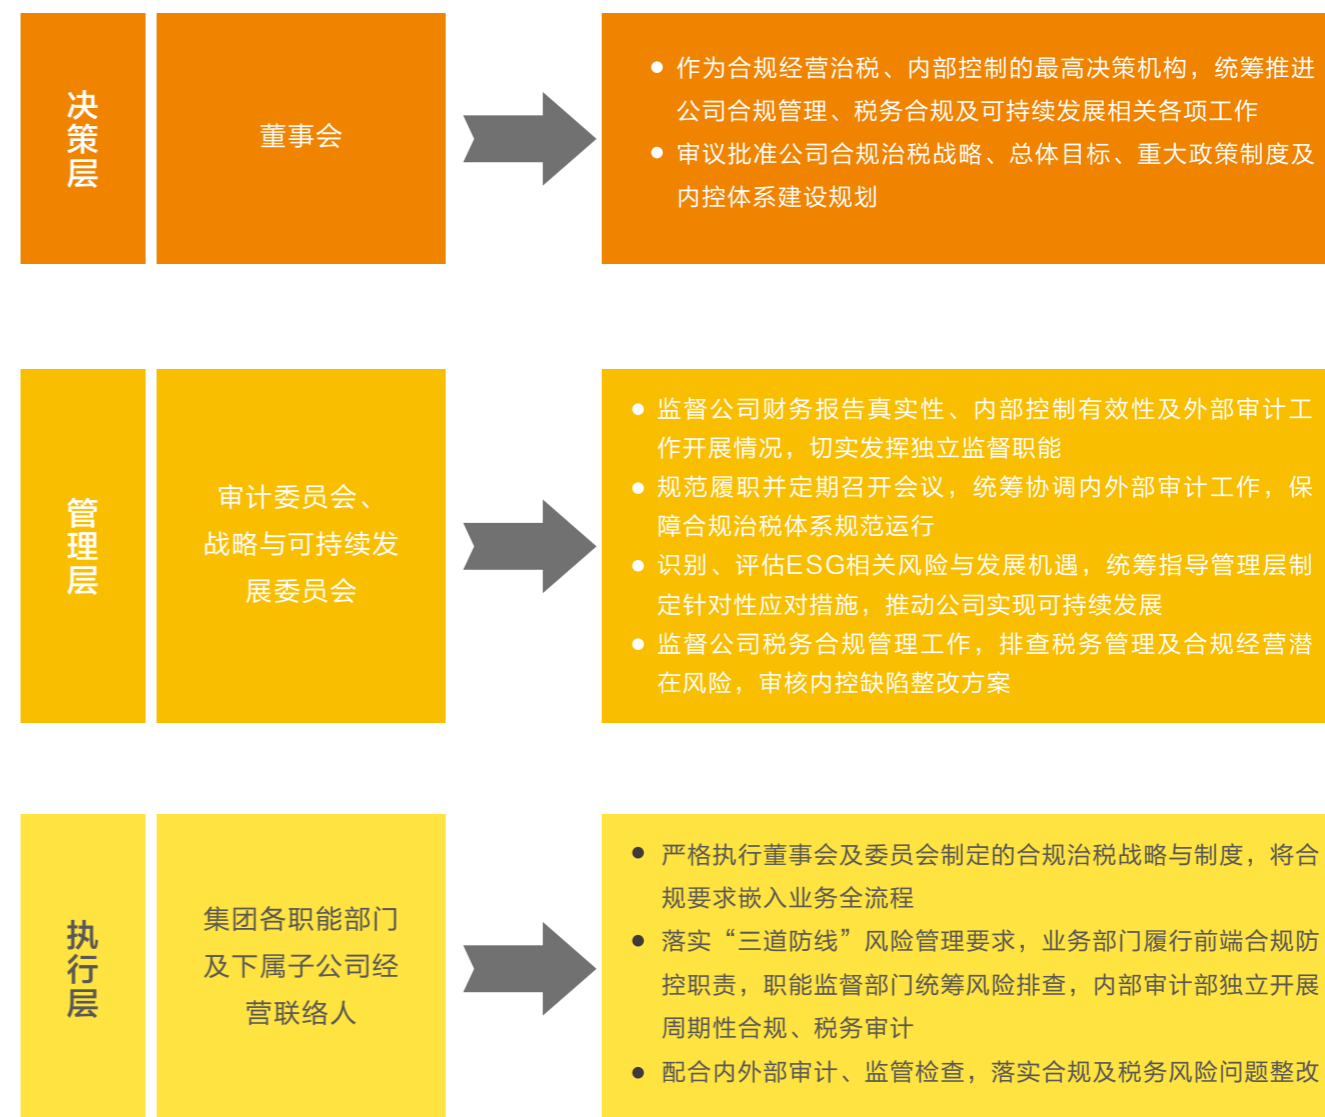 决策层
董事会
●作为合规经营治税、内部控制的最高决策机构，统筹推进
公司合规管理、税务合规及可持续发展相关各项工作
●审议批准公司合规治税战略、总体目标、重大政策制度及
内控体系建设规划
管理层
审计委员会、
战略与可持续发
展委员会
●监督公司财务报告真实性、内部控制有效性及外部审计工
作开展情况，切实发挥独立监督职能
●规范履职并定期召开会议，统筹协调内外部审计工作，保
障合规治税体系规范运行
●识别、评估ESG相关风险与发展机遇，统筹指导管理层制
定针对性应对措施，推动公司实现可持续发展
●监督公司税务合规管理工作，排查税务管理及合规经营潜
在风险，审核内控缺陷整改方案
执行层
集团各职能部门
及下属子公司经
营联络人
●严格执行董事会及委员会制定的合规治税战略与制度，将合
规要求嵌入业务全流程
●落实“三道防线”风险管理要求，业务部门履行前端合规防
控职责，职能监督部门统筹风险排查，内部审计部独立开展
周期性合规、税务审计
●配合内外部审计、监管检查，落实合规及税务风险问题整改